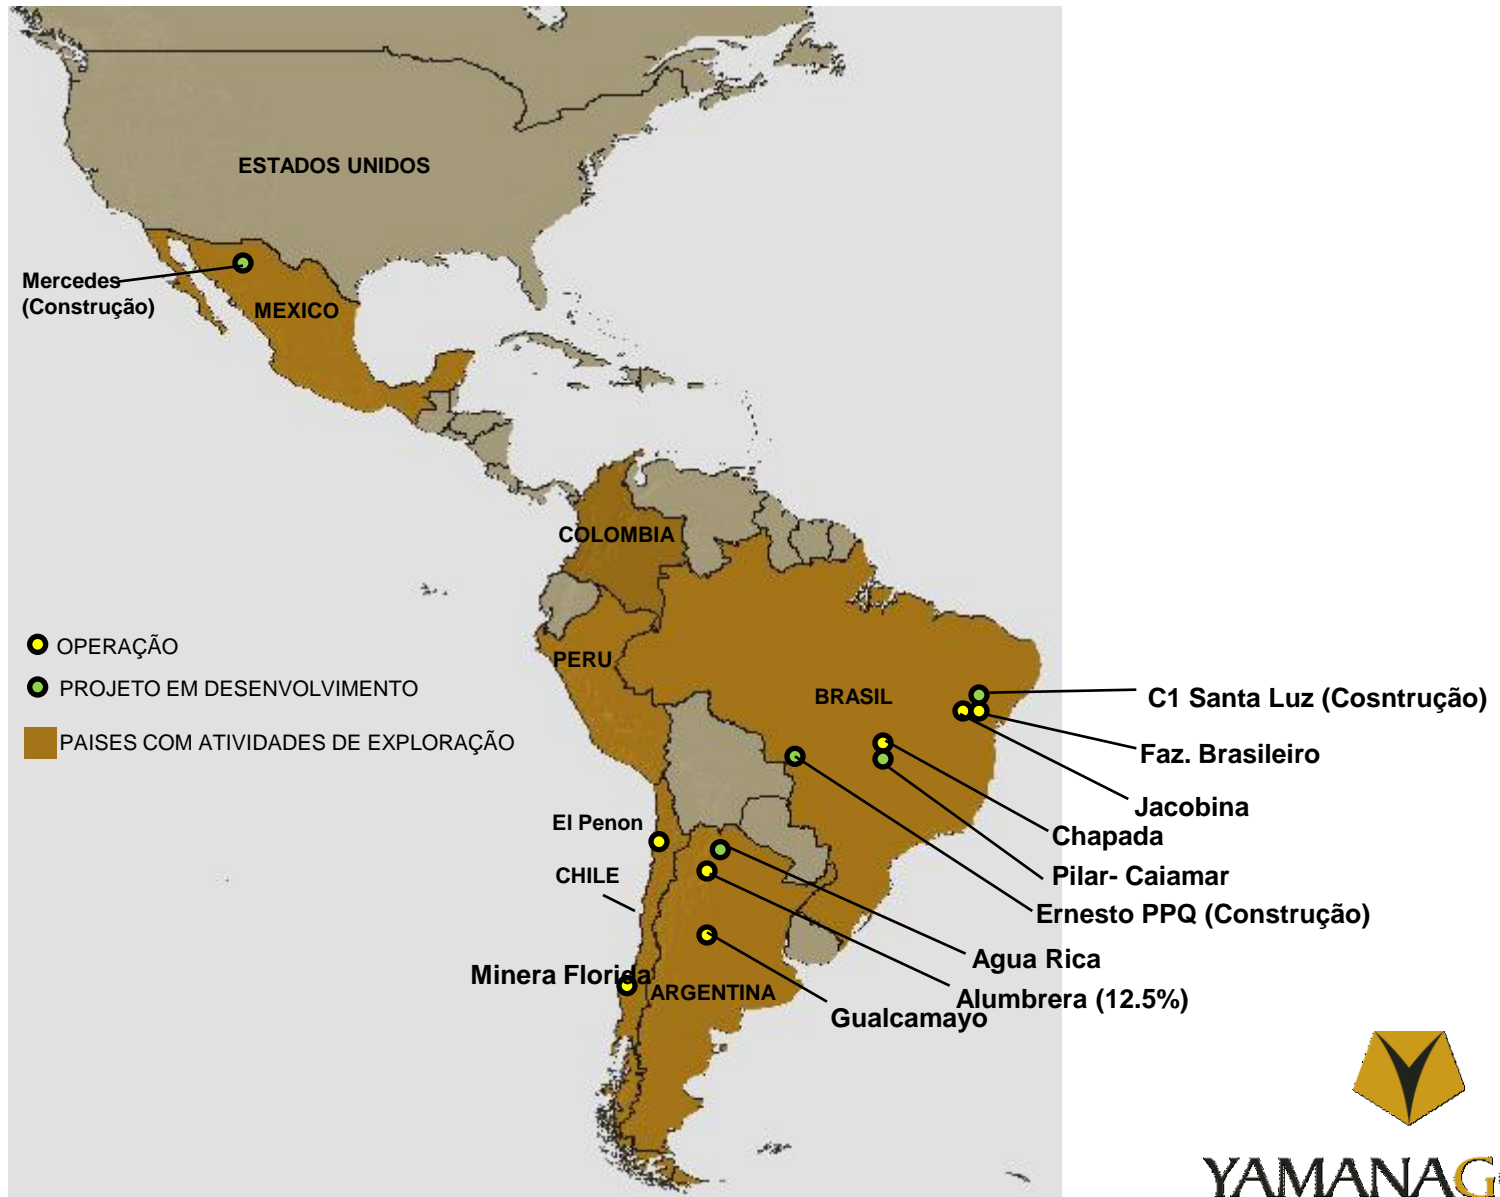 ESTADOS UNIDOS
Mercedes
(Construção)
MEXICO
COLOMBIA
OPERAÇÃO
PERU
PROJETO EM DESENVOLVIMENTO
BRASIL
C1 Santa Luz (Cosntrução)
PAISES COM ATIVIDADES DE EXPLORAÇÃO
Faz. Brasileiro
Jacobina
El Penon
Chapada
CHILE
Pilar- Caiamar
Ernesto PPQ (Construção)
Agua Rica
Minera Florida
ARGENTINA
Alumbrera (12.5%)
Gualcamayo
YAMANAG